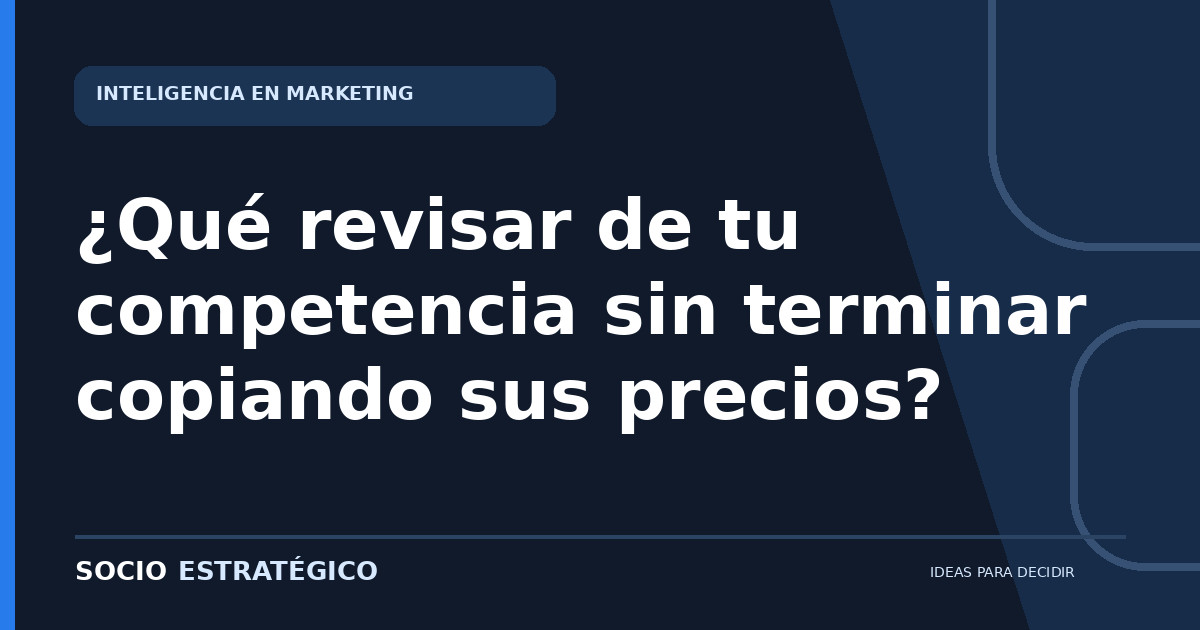 INTELIGENCIA EN MARKETING
¿Qué revisar de tu
competencia sin terminar
copiando sus precios?
SOCIO ESTRATÉGICO
IDEAS PARA DECIDIR